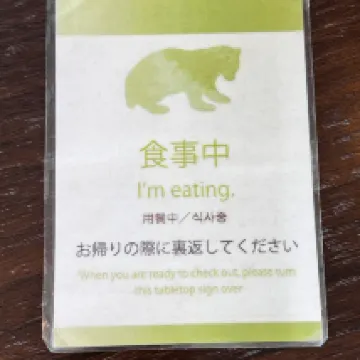 食事中
I'm eating.
用餐中／식사중
お帰りの際に裏返してください
When you are ready to check out, please turn
this tabletop sign over